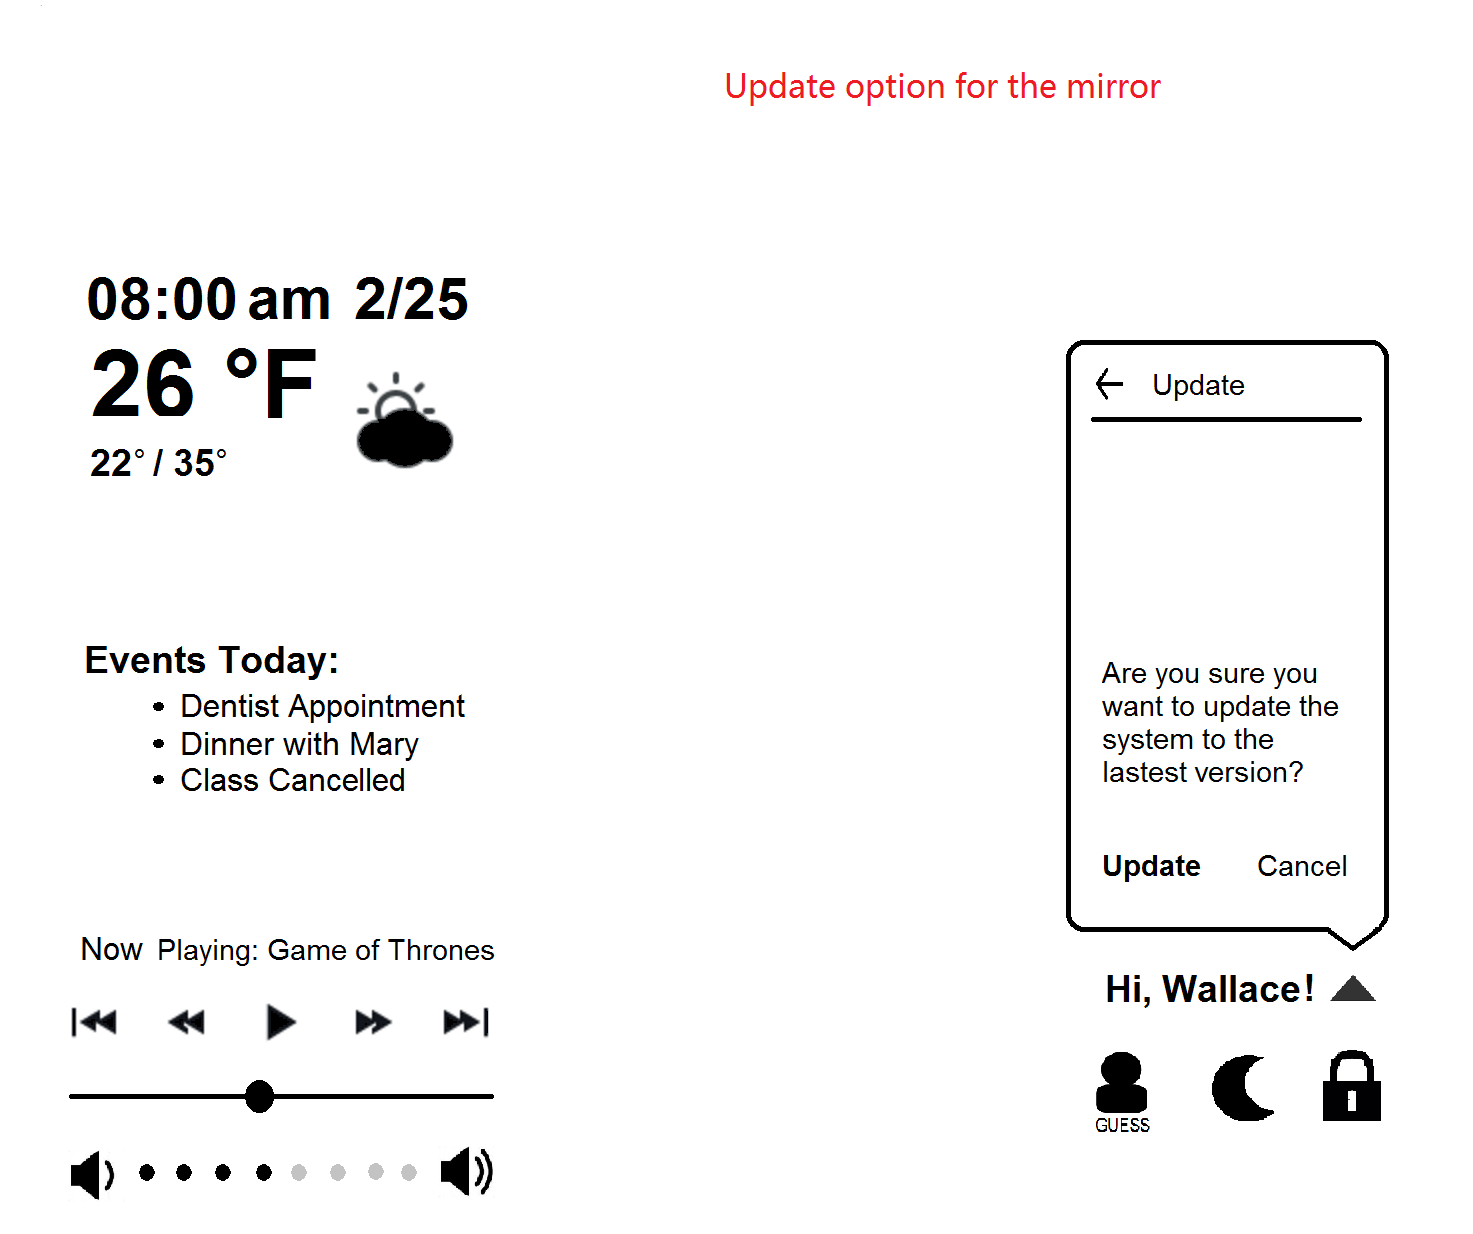 Update option for the mirror
08:00 am 2/25
26 °F
22° / 35°
Events Today:
• Dentist Appointment
• Dinner with Mary
• Class Cancelled
Now Playing: Game of Thrones
Update
Are you sure you
want to update the
system to the
lastest version?
Update Cancel
Hi, Wallace!
GUESS